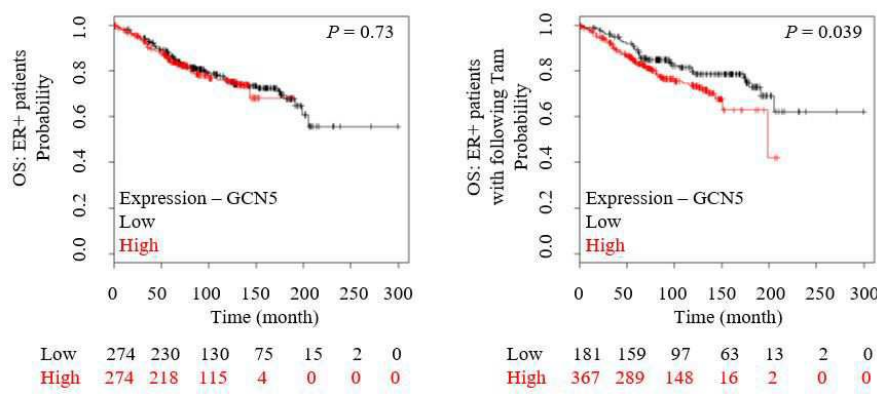 OS: ER+ patients
Probability
1.0
0.8
0.6
0.4
0.2
0.0
P = 0.73
Expression – GCN5
Low
High
0 50 100 150 200 250 300
Time (month)
Low 274 230 130 75 15 2 0
High 274 218 115 4 0 0 0
OS: ER+ patients
with following Tam
Probability
1.0
0.8
0.6
0.4
0.2
0.0
P = 0.039
Expression – GCN5
Low
High
0 50 100 150 200 250 300
Time (month)
Low 181 159 97 63 13 2 0
High 367 289 148 16 2 0 0